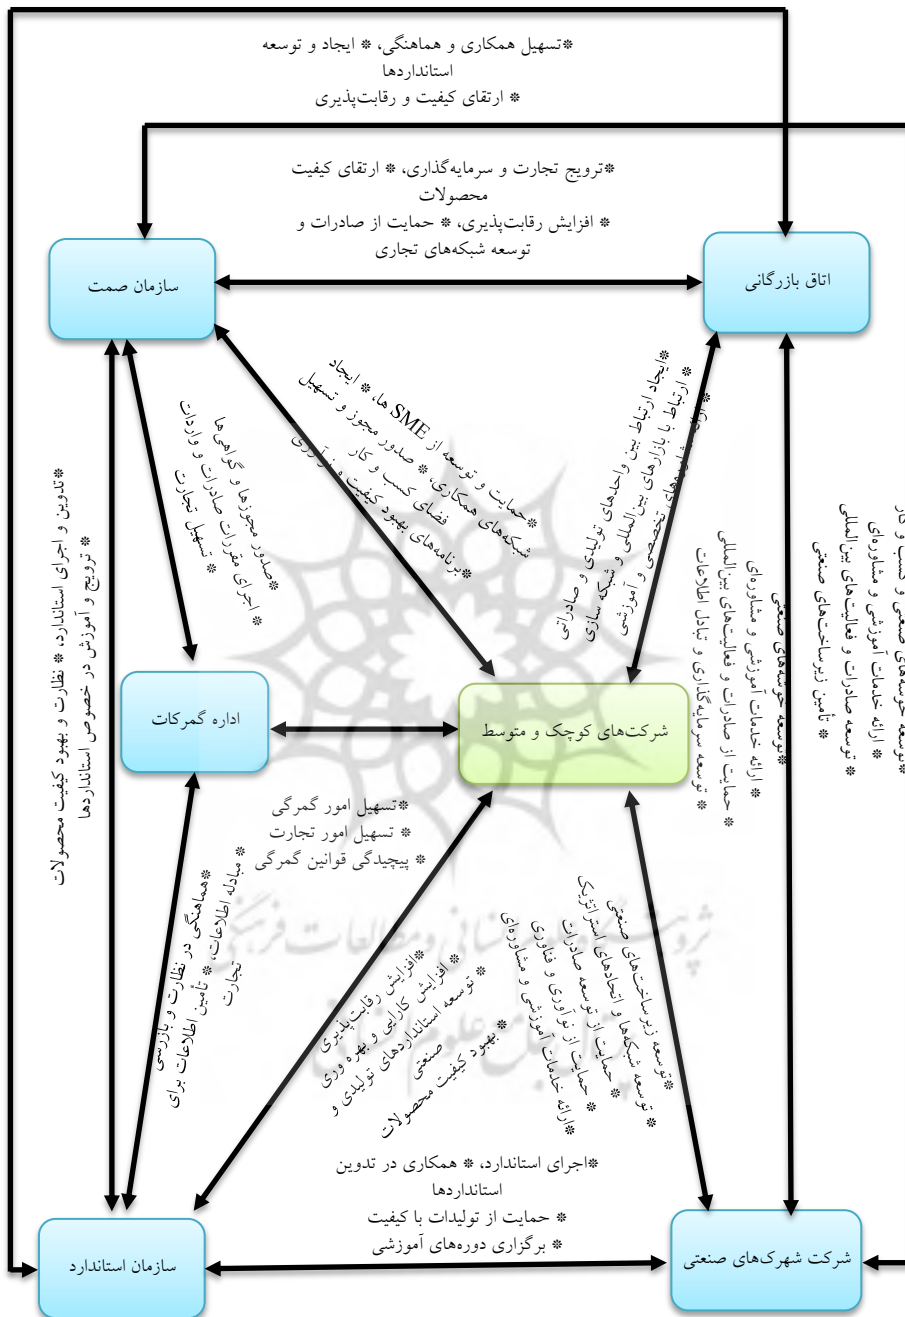 *تسهیل همکاری و هماهنگی، * ایجاد و توسعه
استانداردها
* ارتقای کیفیت و رقابت‌پذیری
*ترویج تجارت و سرمایه‌گذاری، * ارتقای کیفیت
محصولات
* افزایش رقابت‌پذیری، * حمایت از صادرات و
توسعه شبکه‌های تجاری
اتاق بازرگانی
سازمان صمت
*ایجاد ارتباط بین واحدهای تولیدی و صادراتی
* ارتباط با بازارهای بین‌المللی و شبکه سازی
های تخصصی و آموزشی
*حمایت و توسعه از SME ها، * ایجاد
شبکه‌های همکاری، * صدور مجوز و تسهیل
فضای کسب و کار
*برنامه‌های بهبود کیفیت و نوآوری
*صدور مجوزها و گواهی‌ها
* اجرای مقررات صادرات و واردات
* تسهیل تجارت
*تدوین و اجرای استاندارد، * نظارت و بهبود کیفیت محصولات
* ترویج و آموزش در خصوص استانداردها
*توسعه خوشه‌های صنعتی و کسب و کار
* ارائه خدمات آموزشی و مشاوره‌ای
* توسعه صادرات و فعالیت‌های بین‌المللی
* تأمین زیرساخت‌های صنعتی
*توسعه خوشه‌های صنعتی
* ارائه خدمات آموزشی و مشاوره‌ای
* حمایت از صادرات و فعالیت‌های بین‌المللی
* توسعه سرمایه‌گذاری و تبادل اطلاعات
شرکت‌های کوچک و متوسط
اداره گمرکات
*تسهیل امور گمرگی
* تسهیل امور تجارت
* پیچیدگی قوانین گمرگی
*هماهنگی در نظارت و بازرسی
* مبادله اطلاعات، * تأمین اطلاعات برای
تجارت
*افزایش رقابت‌پذیری
* افزایش کارایی و بهره وری
* توسعه استانداردهای تولیدی و
صنعتی
* بهبود کیفیت محصولات
*توسعه زیرساخت‌های صنعتی
* توسعه شبکه‌ها و اتحادهای استراتژیک
* حمایت از توسعه صادرات
* حمایت از نوآوری و فناوری
*ارائه خدمات آموزشی و مشاوره‌ای
*اجرای استاندارد، * همکاری در تدوین
استانداردها
* حمایت از تولیدات با کیفیت
* برگزاری دوره‌های آموزشی
شرکت شهرک‌های صنعتی
سازمان استاندارد